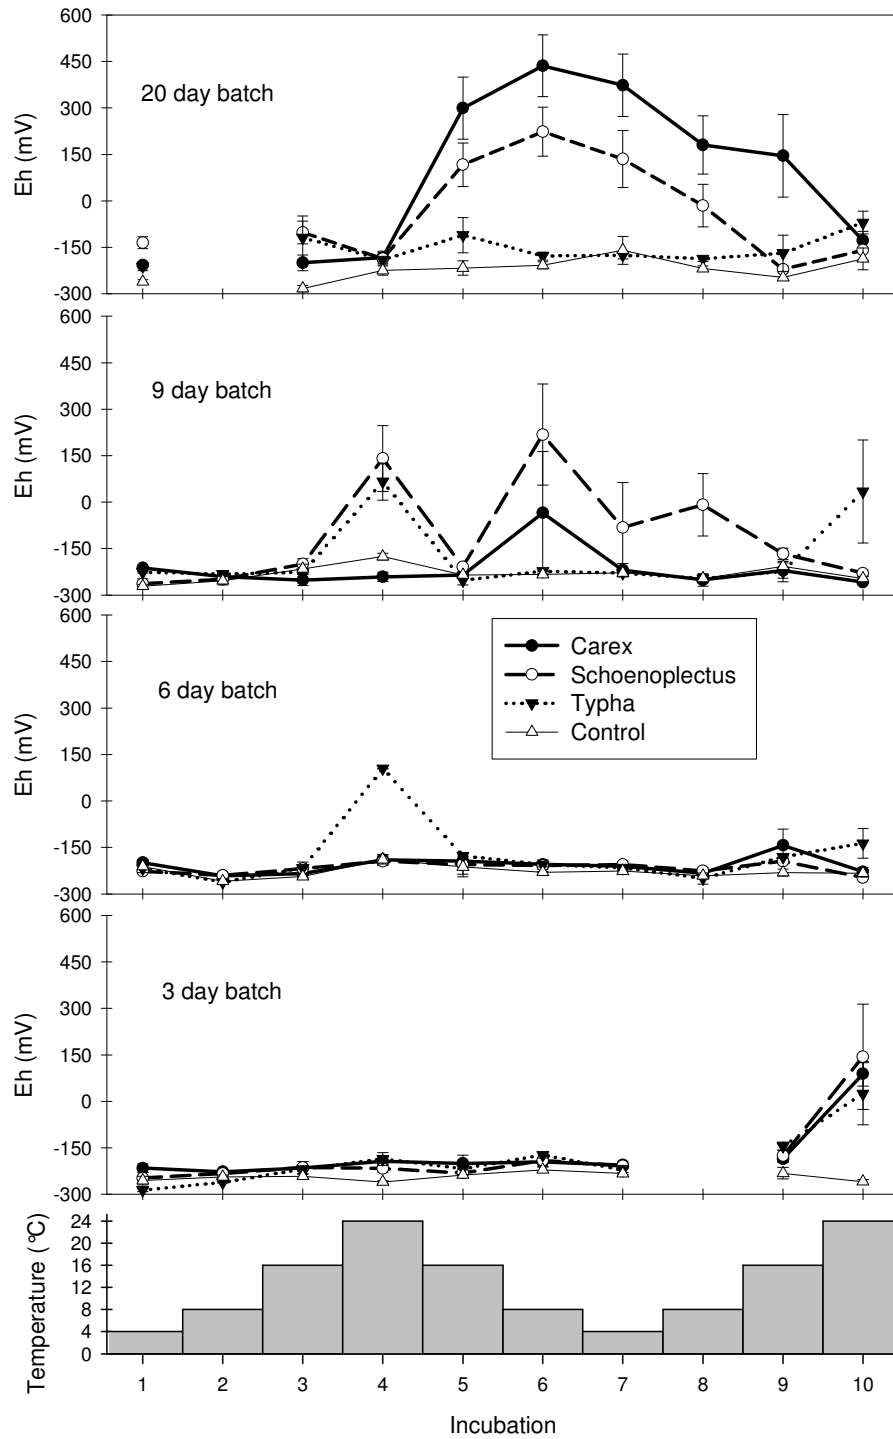 600
450
300
150
0
-150
-300
Eh (mV)
20 day batch
600
450
300
150
0
-150
-300
Eh (mV)
9 day batch
600
450
300
150
0
-150
-300
Eh (mV)
6 day batch
Carex
Schoenoplectus
Typha
Control
600
450
300
150
0
-150
-300
Eh (mV)
3 day batch
24
20
16
12
8
4
0
Temperature (°C)
1 2 3 4 5 6 7 8 9 10
Incubation